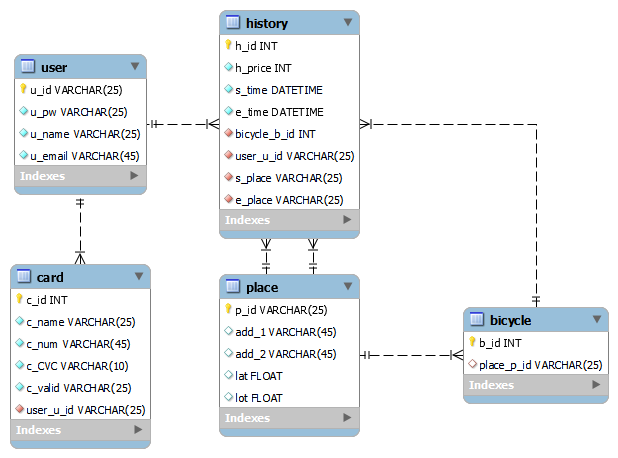 user
u_id VARCHAR(25)
u_pw VARCHAR(25)
u_name VARCHAR(25)
u_email VARCHAR(45)
Indexes
history
h_id INT
h_price INT
s_time DATETIME
e_time DATETIME
bicycle_b_id INT
user_u_id VARCHAR(25)
s_place VARCHAR(25)
e_place VARCHAR(25)
Indexes
card
c_id INT
c_name VARCHAR(25)
c_num VARCHAR(45)
c_CVC VARCHAR(10)
c_valid VARCHAR(25)
user_u_id VARCHAR(25)
Indexes
place
p_id VARCHAR(25)
add_1 VARCHAR(45)
add_2 VARCHAR(45)
lat FLOAT
lot FLOAT
Indexes
bicycle
b_id INT
place_p_id VARCHAR(25)
Indexes